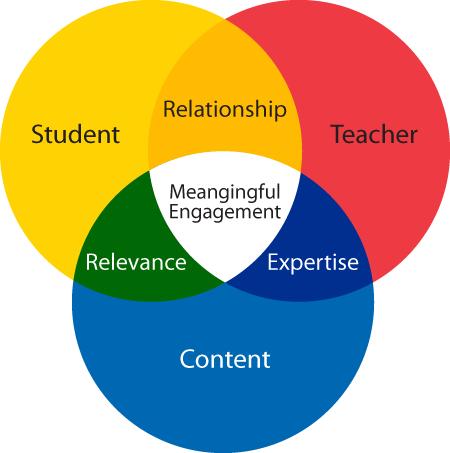 Relationship
Student
Teacher
Meangingful
Engagement
Relevance
Expertise
Content